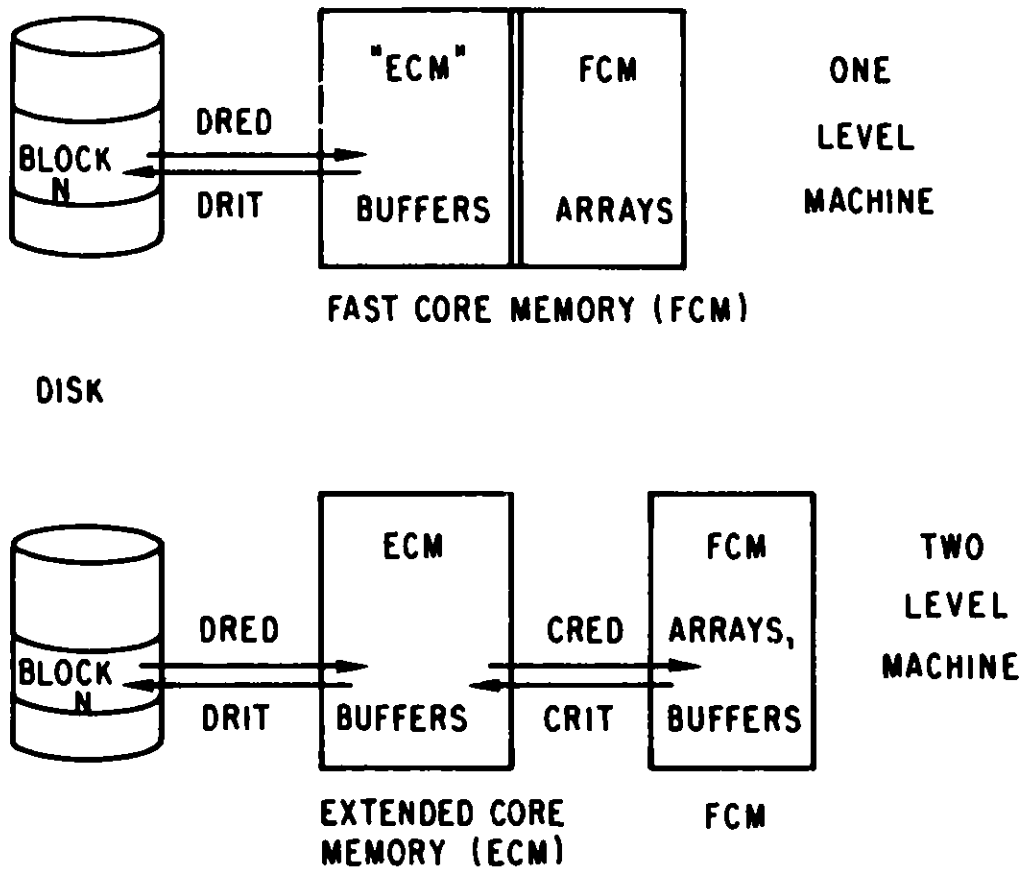 "ECM"
FCM
ONE
LEVEL
MACHINE
DRED
BLOCK
N
DRIT
BUFFERS
ARRAYS
FAST CORE MEMORY (FCM)
DISK
ECM
FCM
TWO
LEVEL
MACHINE
DRED
CRED
ARRAYS,
BLOCK
N
DRIT
BUFFERS
CRIT
BUFFERS
EXTENDED CORE
MEMORY (ECM)
FCM